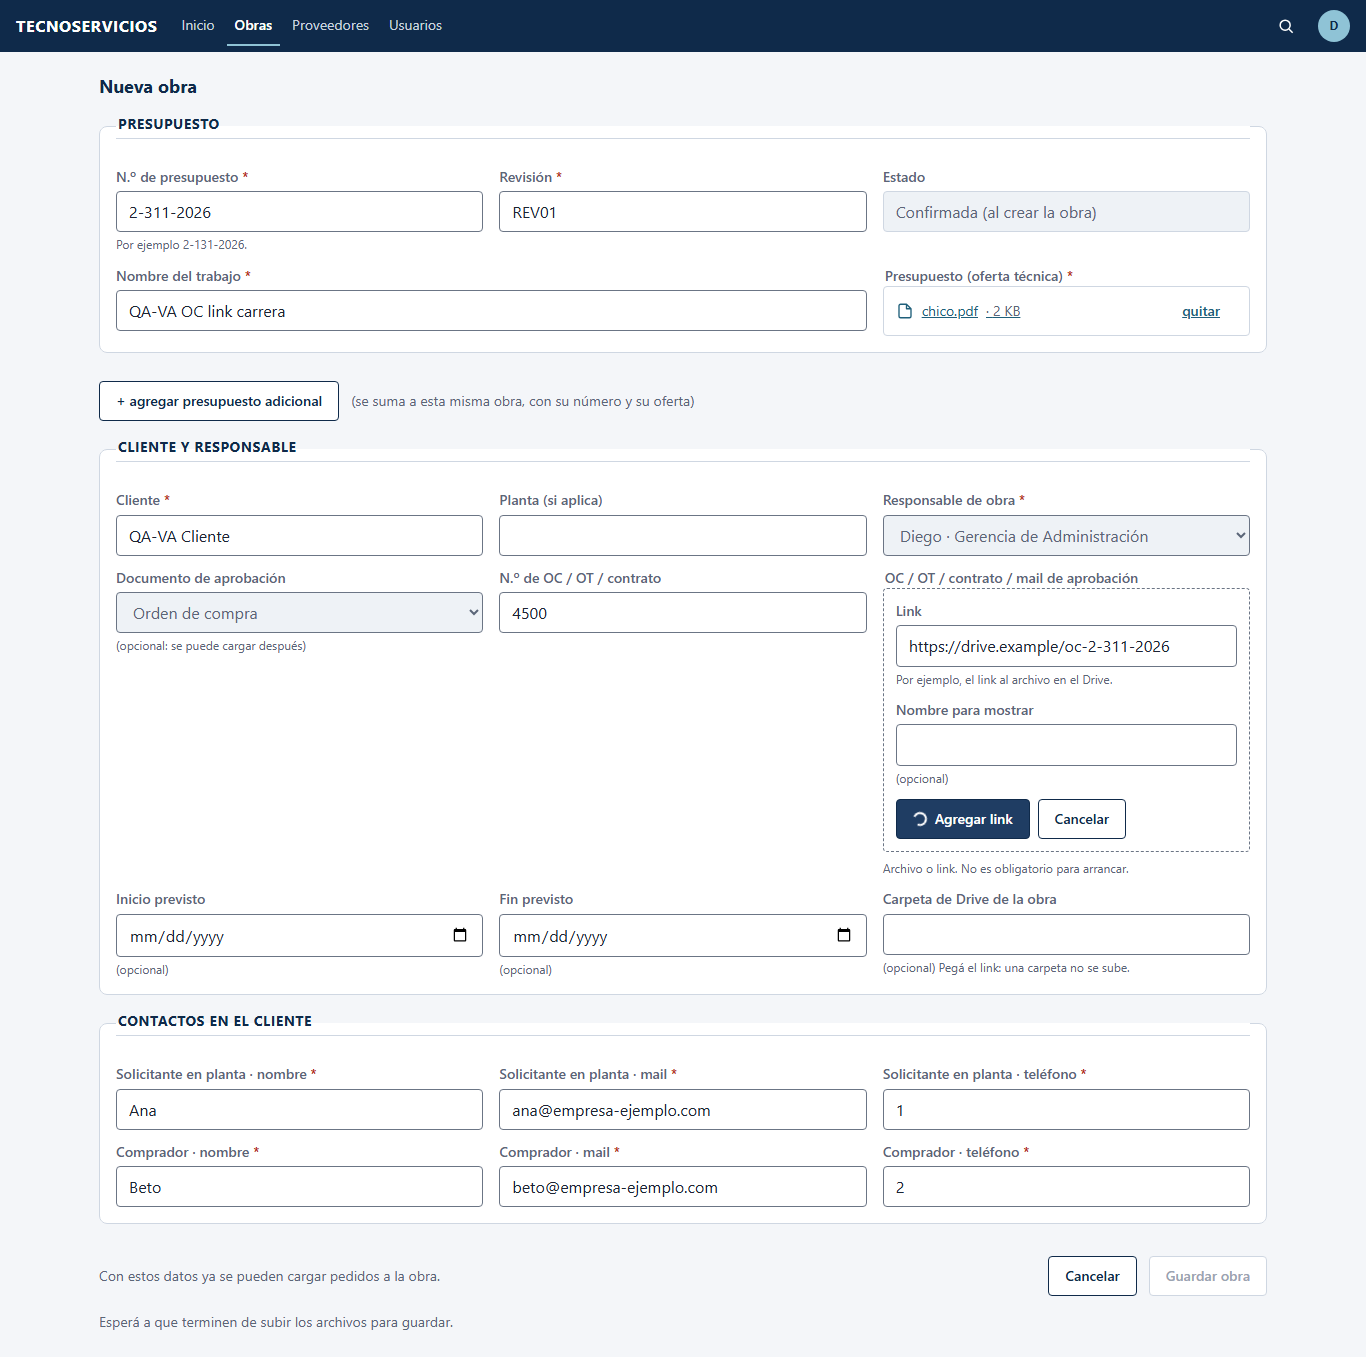 TECNOSERVICIOS Inicio Obras Proveedores Usuarios D
Nueva obra
PRESUPUESTO
N.º de presupuesto * Revisión * Estado
2-311-2026 REV01 Confirmada (al crear la obra)
Por ejemplo 2-131-2026.
Nombre del trabajo * Presupuesto (oferta técnica) *
QA-VA OC link carrera chico.pdf · 2 KB quitar
+ agregar presupuesto adicional (se suma a esta misma obra, con su número y su oferta)
CLIENTE Y RESPONSABLE
Cliente * Planta (si aplica) Responsable de obra *
QA-VA Cliente Diego · Gerencia de Administración
Documento de aprobación N.º de OC / OT / contrato OC / OT / contrato / mail de aprobación
Orden de compra 4500 Link
(opcional: se puede cargar después) https://drive.example/oc-2-311-2026
Por ejemplo, el link al archivo en el Drive.
Nombre para mostrar
(opcional)
Agregar link Cancelar
Archivo o link. No es obligatorio para arrancar.
Inicio previsto Fin previsto Carpeta de Drive de la obra
mm/dd/yyyy mm/dd/yyyy
(opcional) (opcional) (opcional) Pegá el link: una carpeta no se sube.
CONTACTOS EN EL CLIENTE
Solicitante en planta · nombre * Solicitante en planta · mail * Solicitante en planta · teléfono *
Ana ana@empresa-ejemplo.com 1
Comprador · nombre * Comprador · mail * Comprador · teléfono *
Beto beto@empresa-ejemplo.com 2
Con estos datos ya se pueden cargar pedidos a la obra. Cancelar Guardar obra
Esperá a que terminen de subir los archivos para guardar.